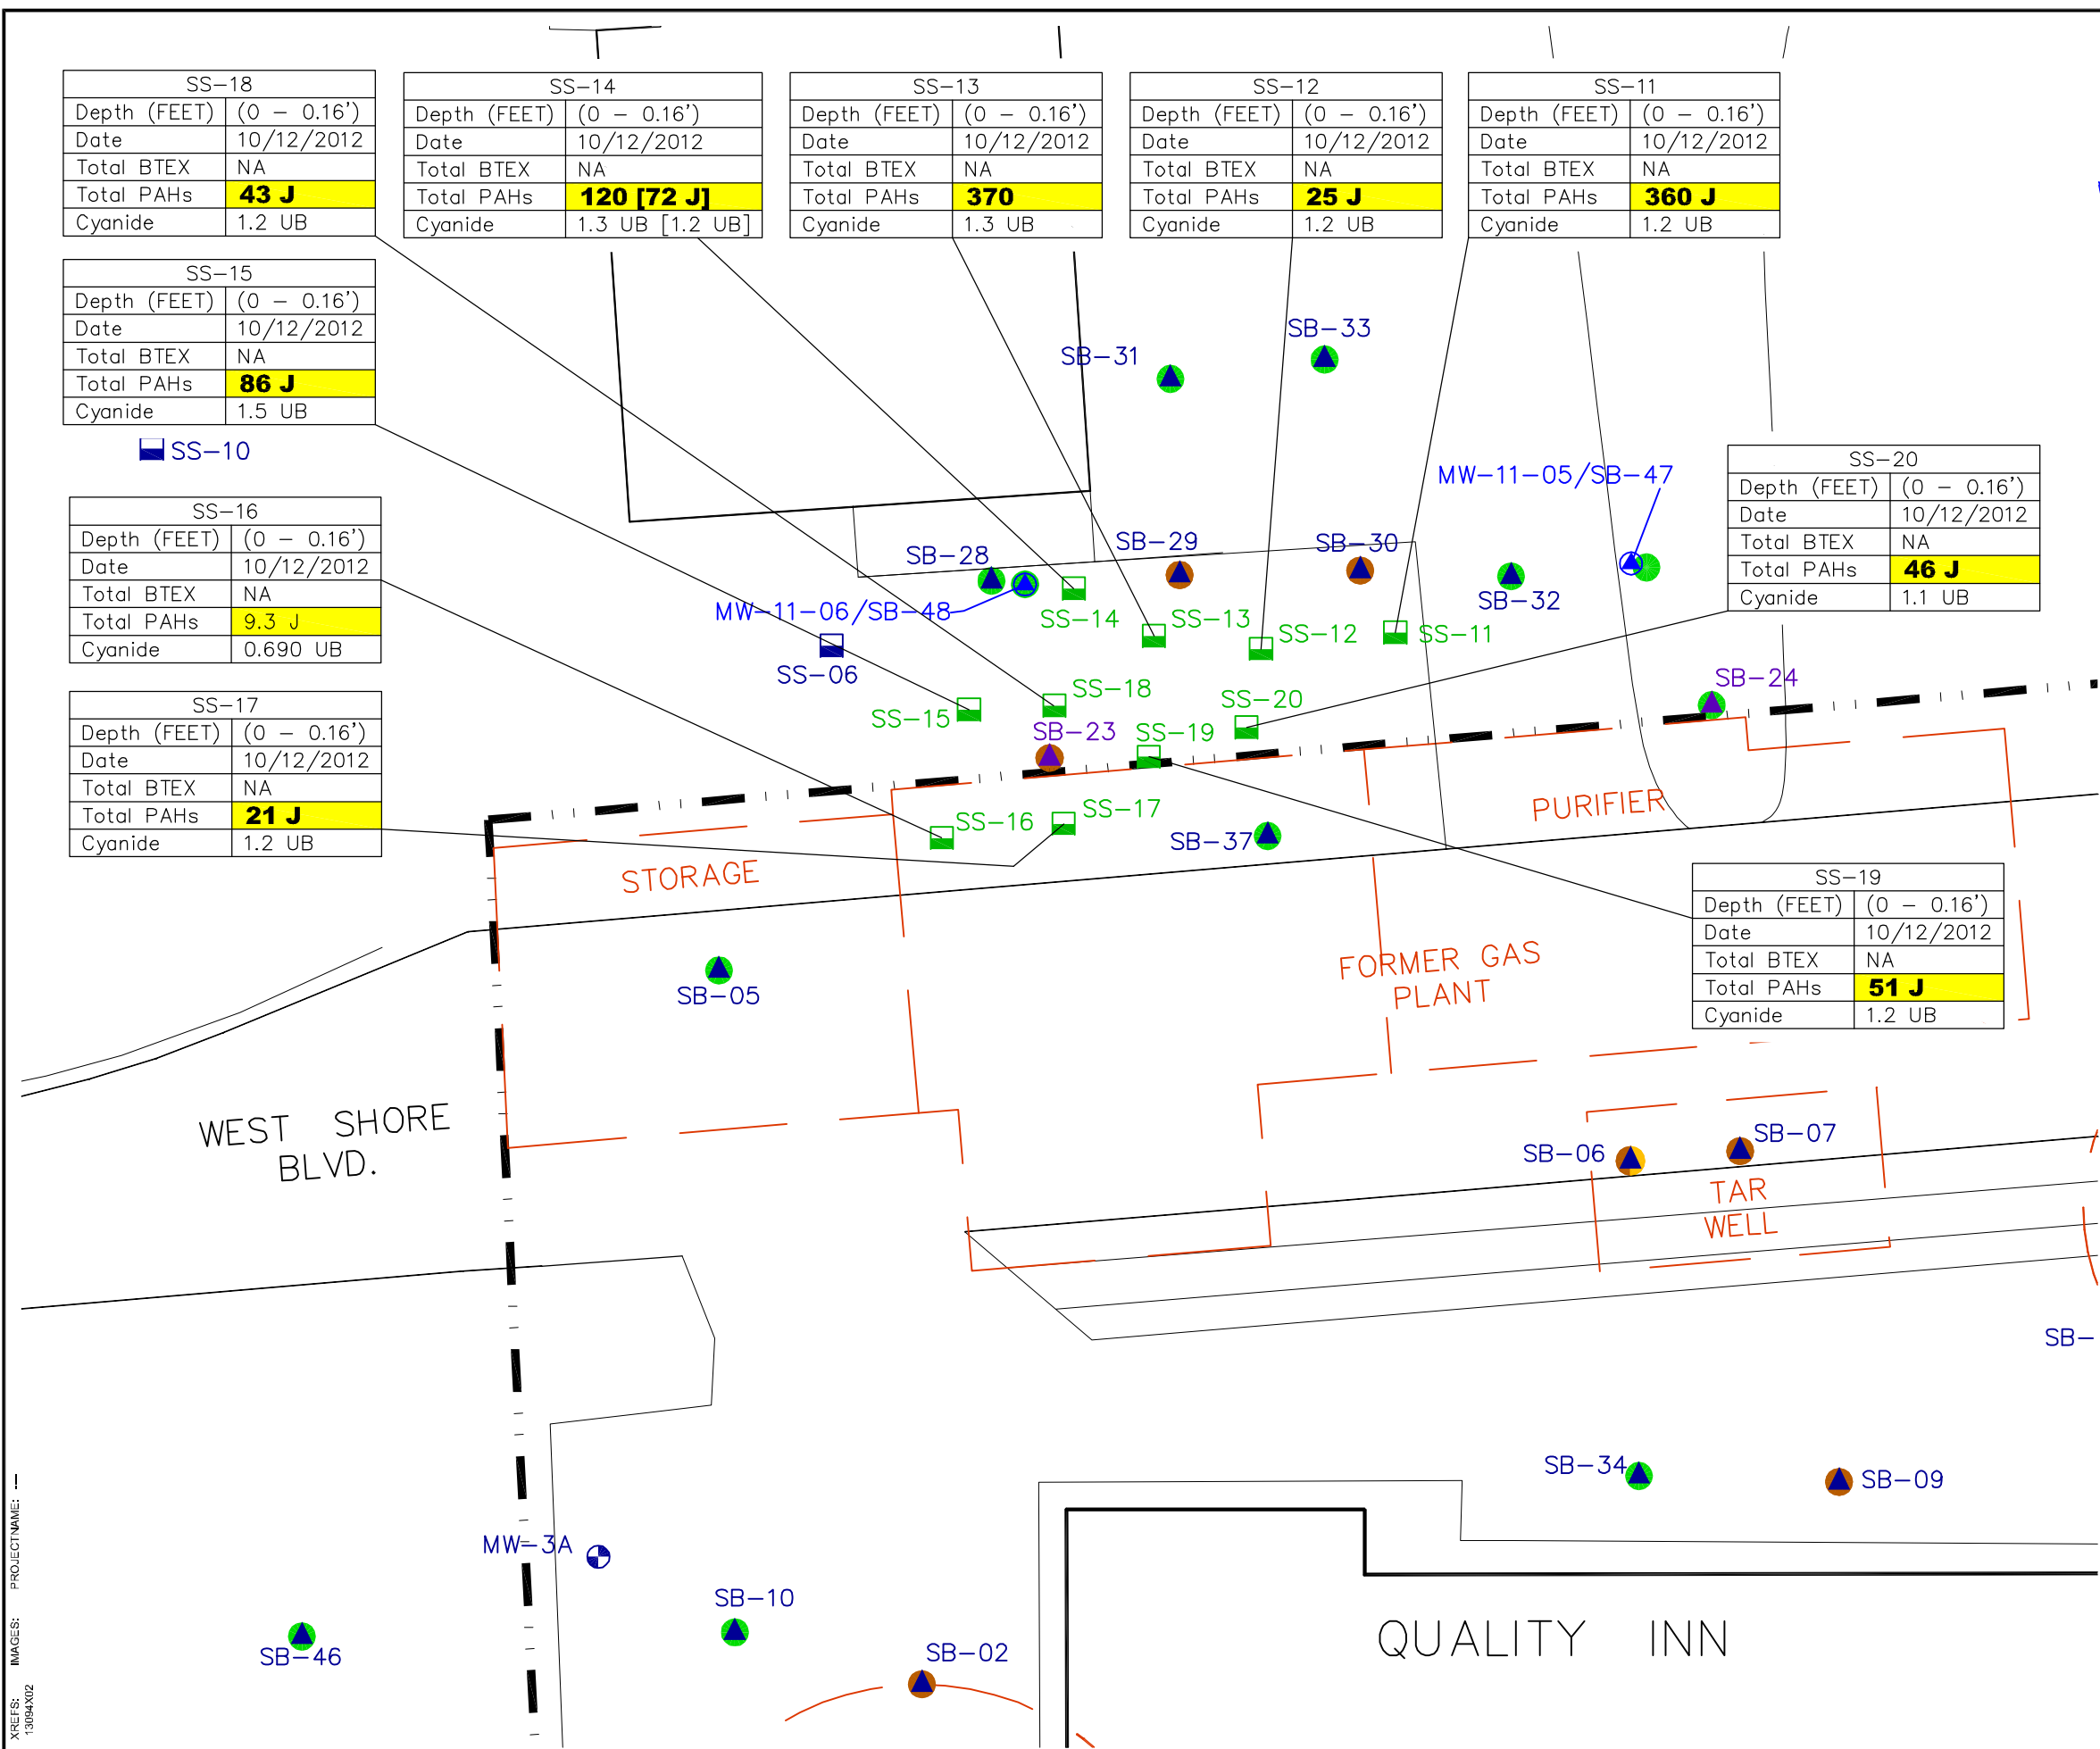 SS-18
Depth (FEET) (0 - 0.16')
Date 10/12/2012
Total BTEX NA
Total PAHs 43 J
Cyanide 1.2 UB
SS-14
Depth (FEET) (0 - 0.16')
Date 10/12/2012
Total BTEX NA
Total PAHs 120 [72 J]
Cyanide 1.3 UB [1.2 UB]
SS-13
Depth (FEET) (0 - 0.16')
Date 10/12/2012
Total BTEX NA
Total PAHs 370
Cyanide 1.3 UB
SS-12
Depth (FEET) (0 - 0.16')
Date 10/12/2012
Total BTEX NA
Total PAHs 25 J
Cyanide 1.2 UB
SS-11
Depth (FEET) (0 - 0.16')
Date 10/12/2012
Total BTEX NA
Total PAHs 360 J
Cyanide 1.2 UB
SS-15
Depth (FEET) (0 - 0.16')
Date 10/12/2012
Total BTEX NA
Total PAHs 86 J
Cyanide 1.5 UB
SB-33
SB-31
SS-10
MW-11-05/SB-47
SS-20
Depth (FEET) (0 - 0.16')
Date 10/12/2012
Total BTEX NA
Total PAHs 46 J
Cyanide 1.1 UB
SS-16
Depth (FEET) (0 - 0.16')
Date 10/12/2012
Total BTEX NA
Total PAHs 9.3 J
Cyanide 0.690 UB
SB-28
SB-29
SB-30
SB-32
MW-11-06/SB-48
SS-14
SS-13
SS-12
SS-11
SS-06
SS-17
Depth (FEET) (0 - 0.16')
Date 10/12/2012
Total BTEX NA
Total PAHs 21 J
Cyanide 1.2 UB
SS-18
SS-15
SS-20
SB-24
SB-23
SS-19
SS-16
SS-17
SB-37
PURIFIER
STORAGE
SS-19
Depth (FEET) (0 - 0.16')
Date 10/12/2012
Total BTEX NA
Total PAHs 51 J
Cyanide 1.2 UB
SB-05
FORMER GAS
PLANT
WEST SHORE
BLVD.
SB-06
SB-07
TAR
WELL
SB-
SB-34
SB-09
MW-3A
SB-10
SB-46
SB-02
QUALITY INN
XREFS: IMAGES: PROJECTNAME: ---
13094X02